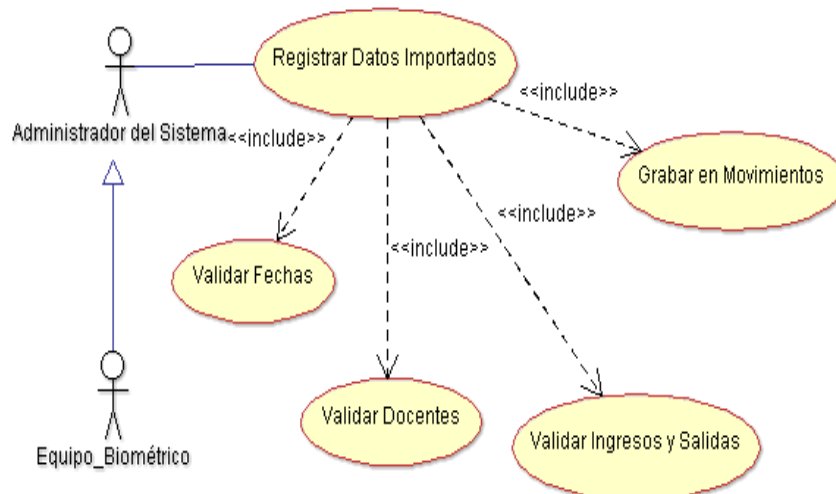 Registrar Datos Importados
<<include>>
Administrador del Sistema
<<include>>
Grabar en Movimientos
<<include>>
<<include>>
Validar Fechas
Validar Docentes
Validar Ingresos y Salidas
Equipo_Biométrico